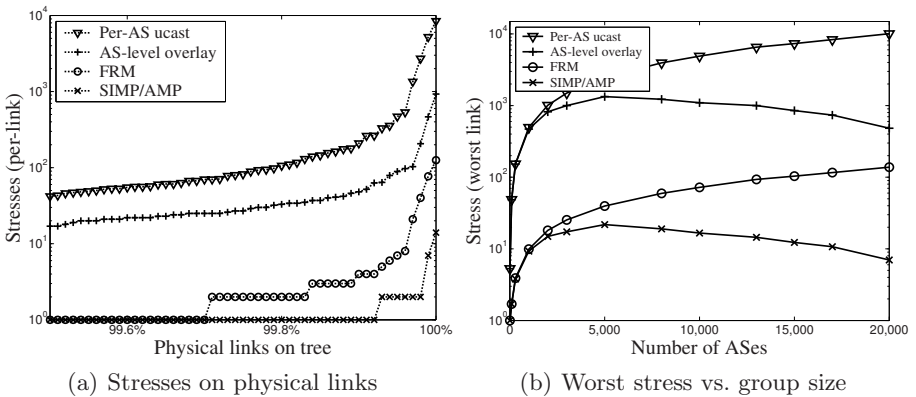 10^4
10^3
10^2
10^1
10^0
Stresses (per-link)
Per-AS ucast
AS-level overlay
FRM
SIMP/AMP
99.6%
99.8%
100%
Physical links on tree
(a) Stresses on physical links
10^4
10^3
10^2
10^1
10^0
Stress (worst link)
Per-AS ucast
AS-level overlay
FRM
SIMP/AMP
0
5,000
10,000
15,000
20,000
Number of ASes
(b) Worst stress vs. group size